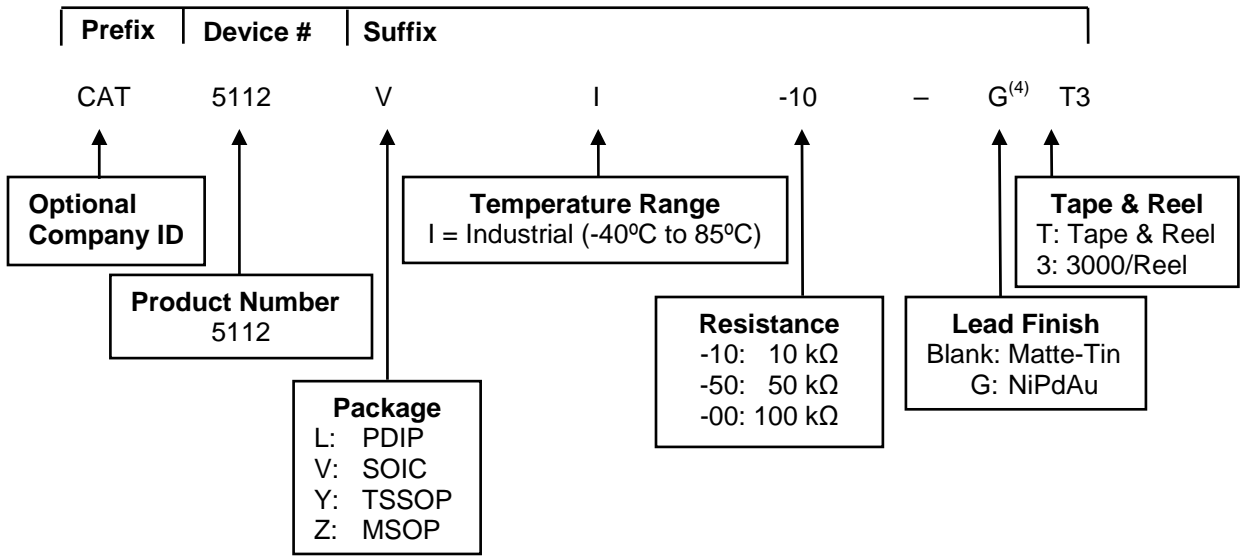 Prefix Device # Suffix
CAT 5112 V I -10 – G(4) T3
Optional
Company ID
Product Number
5112
Package
L: PDIP
V: SOIC
Y: TSSOP
Z: MSOP
Temperature Range
I = Industrial (-40ºC to 85ºC)
Resistance
-10: 10 kΩ
-50: 50 kΩ
-00: 100 kΩ
Lead Finish
Blank: Matte-Tin
G: NiPdAu
Tape & Reel
T: Tape & Reel
3: 3000/Reel